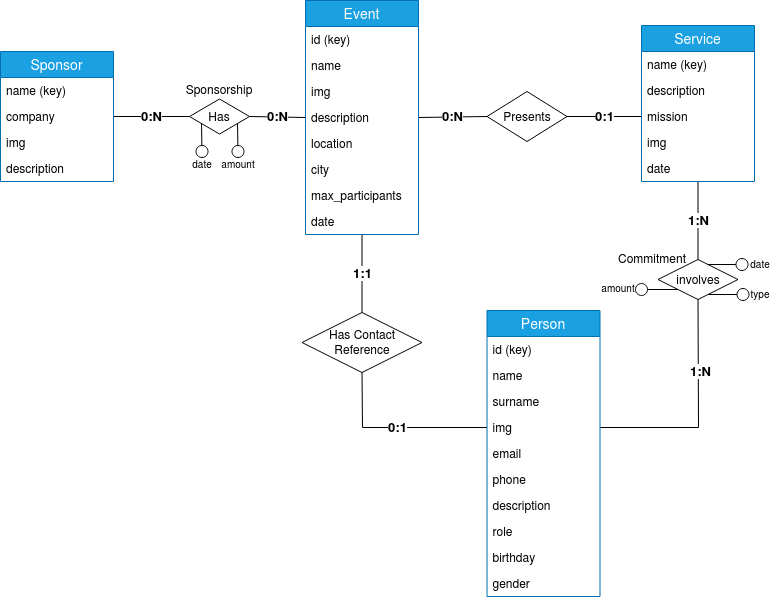 Event
id (key)
name
img
description
location
city
max_participants
date
Service
name (key)
description
mission
img
date
Sponsor
name (key)
company
img
description
Sponsorship
Has
date
amount
0:N
0:N
0:N
Presents
0:1
1:1
Has Contact
Reference
0:1
1:N
Commitment
involves
date
amount
type
1:N
Person
id (key)
name
surname
img
email
phone
description
role
birthday
gender